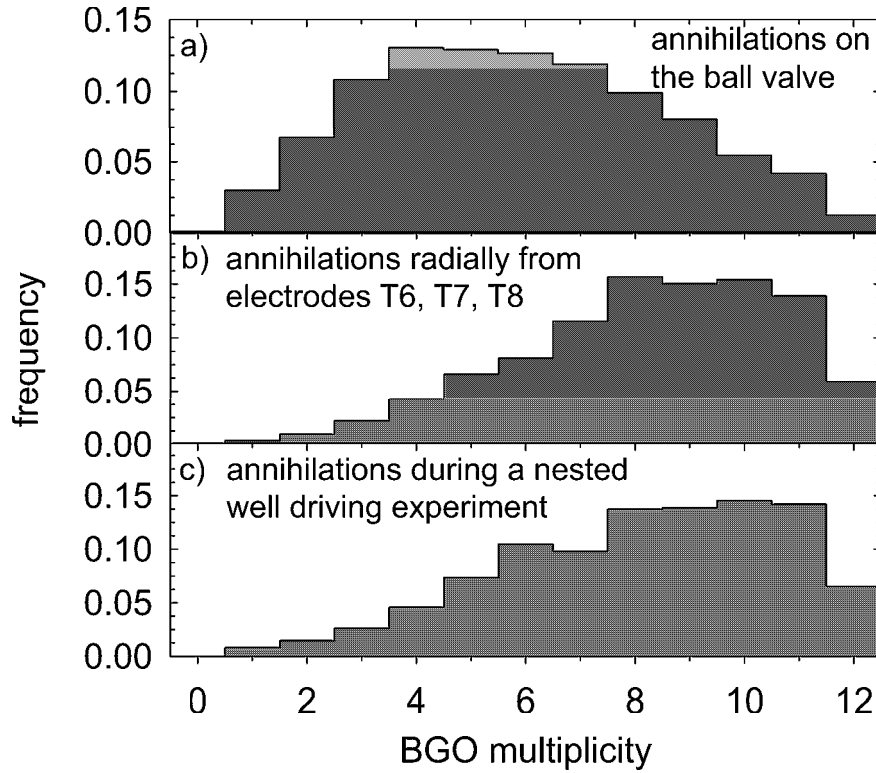 a)
annihilations on
the ball valve
0.15
0.10
0.05
0.00
b)
annihilations radially from
electrodes T6, T7, T8
0.15
0.10
0.05
0.00
c)
annihilations during a nested
well driving experiment
0.15
0.10
0.05
0.00
frequency
0 2 4 6 8 10 12
BGO multiplicity